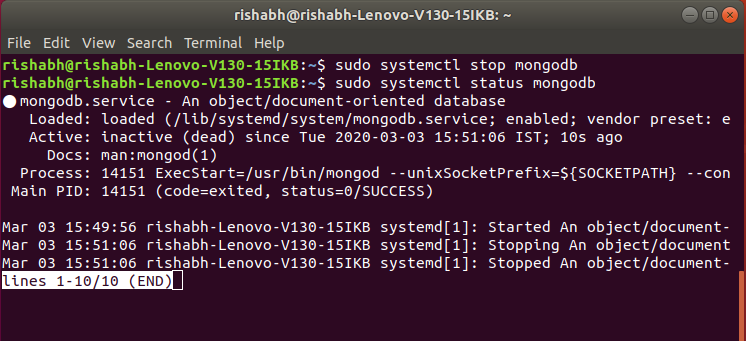 rishabh@rishabh-Lenovo-V130-15IKB: ~
File Edit View Search Terminal Help
rishabh@rishabh-Lenovo-V130-15IKB:~$ sudo systemctl stop mongodb
rishabh@rishabh-Lenovo-V130-15IKB:~$ sudo systemctl status mongodb
● mongodb.service - An object/document-oriented database
   Loaded: loaded (/lib/systemd/system/mongodb.service; enabled; vendor preset: e
   Active: inactive (dead) since Tue 2020-03-03 15:51:06 IST; 10s ago
     Docs: man:mongod(1)
  Process: 14151 ExecStart=/usr/bin/mongod --unixSocketPrefix=${SOCKETPATH} --con
 Main PID: 14151 (code=exited, status=0/SUCCESS)

Mar 03 15:49:56 rishabh-Lenovo-V130-15IKB systemd[1]: Started An object/document-
Mar 03 15:51:06 rishabh-Lenovo-V130-15IKB systemd[1]: Stopping An object/document
Mar 03 15:51:06 rishabh-Lenovo-V130-15IKB systemd[1]: Stopped An object/document-
lines 1-10/10 (END)